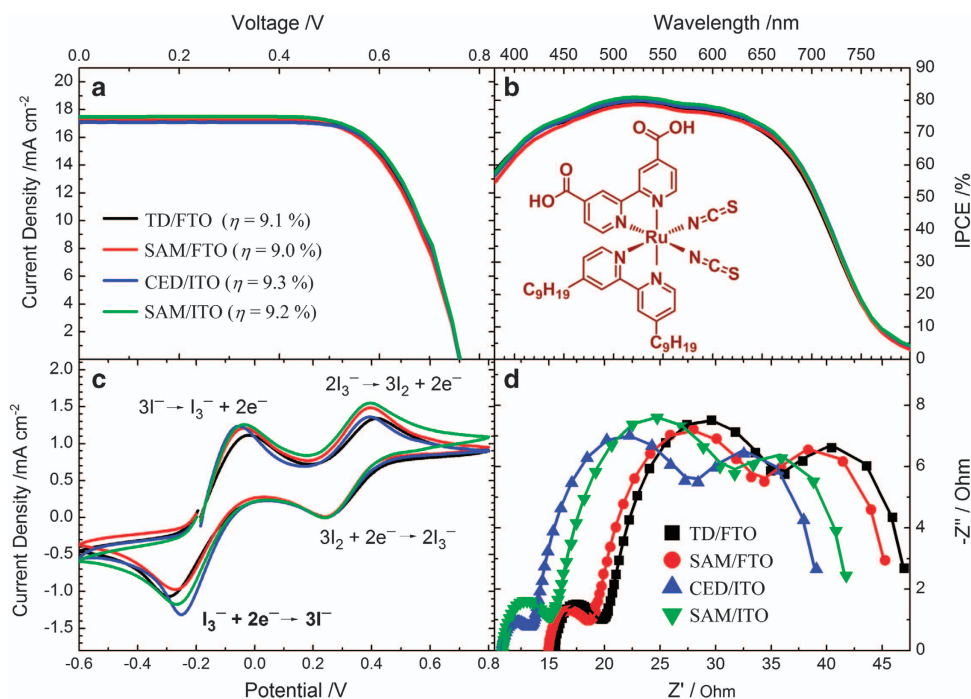 Voltage /V
Wavelength /nm
0.0 0.2 0.4 0.6 0.8
400 450 500 550 600 650 700 750
a
b
20
18
16
14
12
10
8
6
4
2
Current Density /mA cm⁻²
TD/FTO (η = 9.1 %)
SAM/FTO (η = 9.0 %)
CED/ITO (η = 9.3 %)
SAM/ITO (η = 9.2 %)
OH
O
O
HO
N
N
N
N
Ru
N=C=S
N=C=S
C₉H₁₉
C₉H₁₉
90
80
70
60
50
40
30
20
10
0
IPCE /%
c
d
2.0
1.5
1.0
0.5
0.0
-0.5
-1.0
-1.5
Current Density /mA cm⁻²
3I⁻ → I₃⁻ + 2e⁻
2I₃⁻ → 3I₂ + 2e⁻
3I₂ + 2e⁻ → 2I₃⁻
I₃⁻ + 2e⁻ → 3I⁻
TD/FTO
SAM/FTO
CED/ITO
SAM/ITO
8
6
4
2
0
-Z" / Ohm
-0.6 -0.4 -0.2 0.0 0.2 0.4 0.6 0.8
10 15 20 25 30 35 40 45
Potential /V
Z' / Ohm